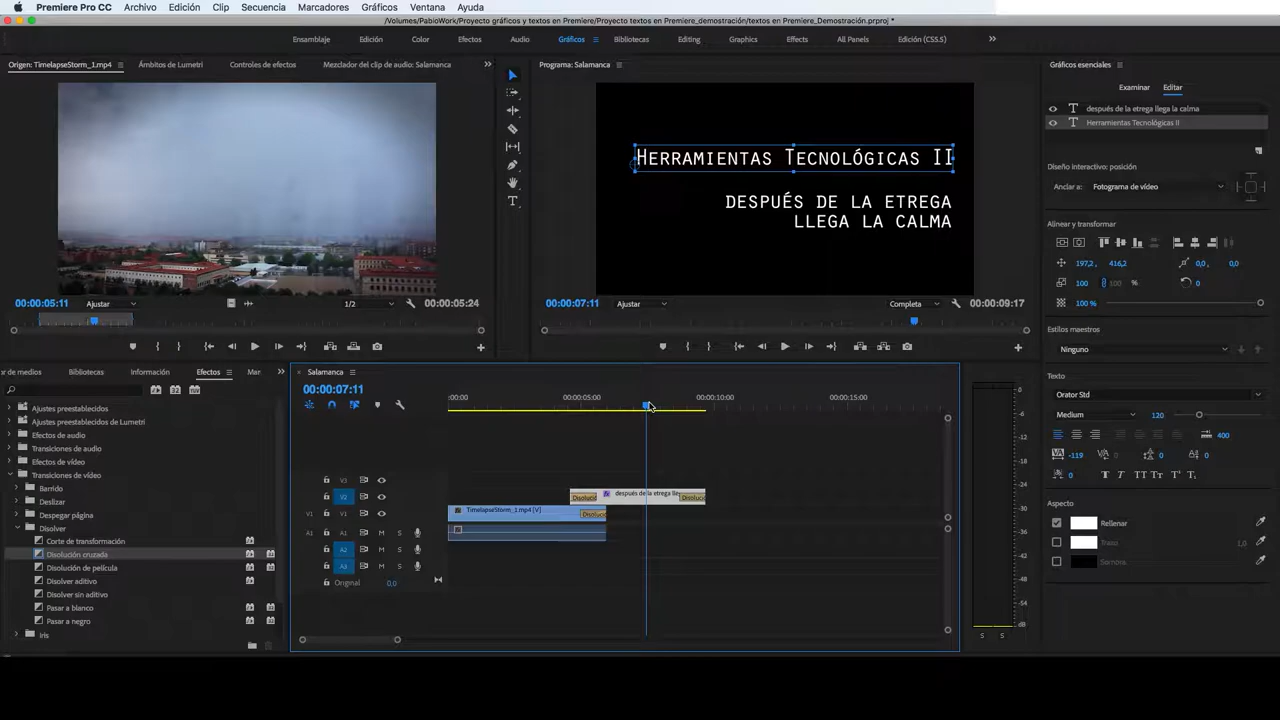 Premiere Pro CC Archivo Edición Clip Secuencia Marcadores Gráficos Ventana Ayuda
/Volumes/PabloWork/Proyecto gráficos y textos en Premiere/Proyecto textos en Premiere_demostración/textos en Premiere_Demostración.prproj *
Ensamblaje Edición Color Efectos Audio Gráficos Bibliotecas Editing Graphics Effects All Panels Edición (CS5.5)
Origen: TimelapseStorm_1.mp4 Ámbitos de Lumetri Controles de efectos Mezclador del clip de audio: Salamanca
Programa: Salamanca
Gráficos esenciales
Examinar Editar
después de la etrega llega la calma
Herramientas Tecnológicas II
Herramientas Tecnológicas II
DESPUÉS DE LA ETREGA
LLEGA LA CALMA
Diseño interactivo: posición
Anclar a: Fotograma de vídeo
Alinear y transformar
197,2 , 416,2 0,0 , 0,0
100 100 % 0
100 %
00:00:05:11 Ajustar 1/2 00:00:05:24
00:00:07:11 Ajustar Completa 00:00:09:17
Estilos maestros
Ninguno
Texto
Orator Std
Medium 120
400
-119 0 0 0
0 T T TT TT
Aspecto
Rellenar
Trazo 1,0
Sombra
or de medios Bibliotecas Información Efectos Mar
Ajustes preestablecidos
Ajustes preestablecidos de Lumetri
Efectos de audio
Transiciones de audio
Efectos de vídeo
Transiciones de vídeo
Barrido
Deslizar
Despegar página
Disolver
Corte de transformación
Disolución cruzada
Disolución de película
Disolver aditivo
Disolver sin aditivo
Pasar a blanco
Pasar a negro
Iris
Salamanca
00:00:07:11
:00:00 00:00:05:00 00:00:10:00 00:00:15:00
V3
V2 Disoluci después de la etrega lle Disoluci
V1 V1 TimelapseStorm_1.mp4 [V] Disoluci
A1 A1 M S
A2 M S
A3 M S
Original 0,0
0
-6
-12
-18
-24
-30
-36
-42
-48
-54
dB
S S